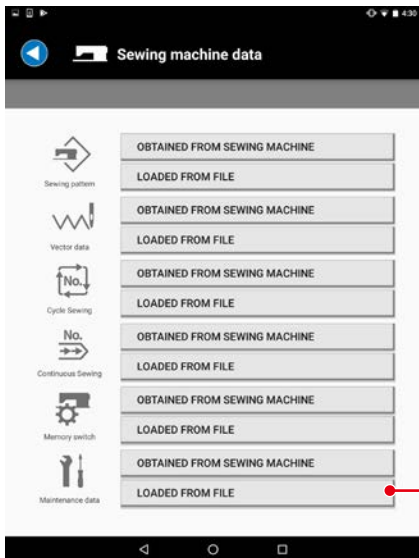 4:30
Sewing machine data
OBTAINED FROM SEWING MACHINE
LOADED FROM FILE
Sewing pattern
OBTAINED FROM SEWING MACHINE
LOADED FROM FILE
Vector data
OBTAINED FROM SEWING MACHINE
No.
LOADED FROM FILE
Cycle Sewing
No.
OBTAINED FROM SEWING MACHINE
LOADED FROM FILE
Continuous Sewing
OBTAINED FROM SEWING MACHINE
LOADED FROM FILE
Memory switch
OBTAINED FROM SEWING MACHINE
LOADED FROM FILE
Maintenance data